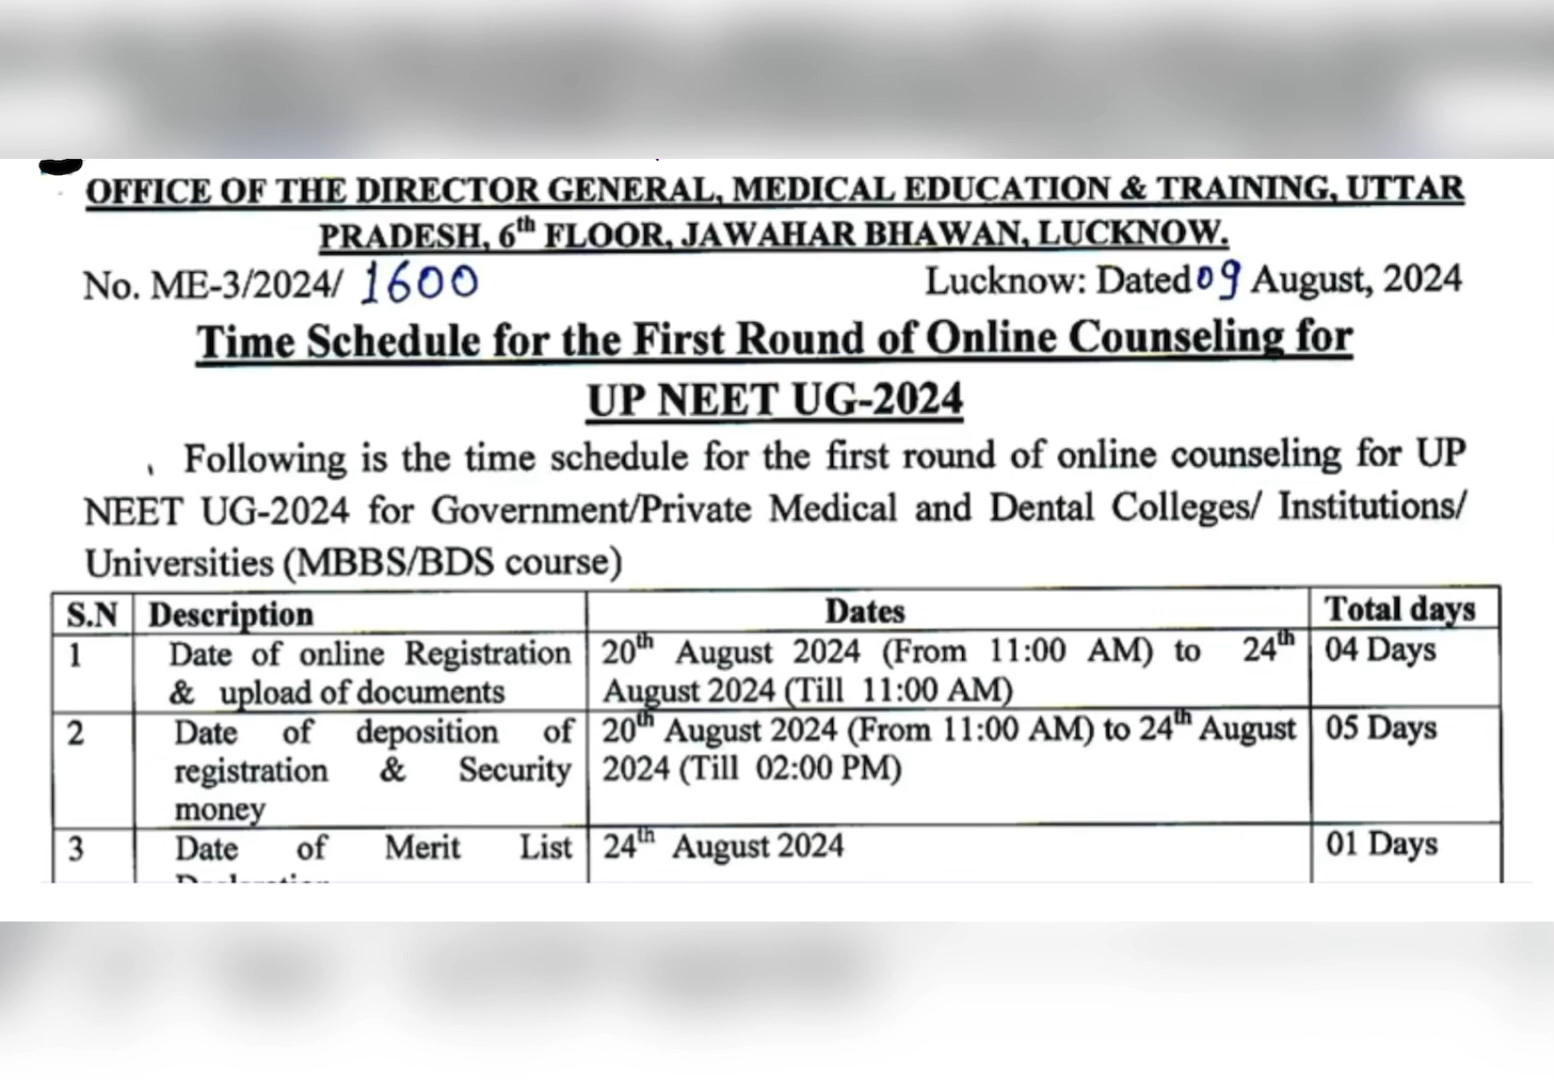 OFFICE OF THE DIRECTOR GENERAL, MEDICAL EDUCATION & TRAINING, UTTAR
PRADESH, 6th FLOOR, JAWAHAR BHAWAN, LUCKNOW.
No. ME-3/2024/ 1600 Lucknow: Dated 09 August, 2024
Time Schedule for the First Round of Online Counseling for
UP NEET UG-2024
Following is the time schedule for the first round of online counseling for UP
NEET UG-2024 for Government/Private Medical and Dental Colleges/ Institutions/
Universities (MBBS/BDS course)
S.N Description Dates Total days
1 Date of online Registration 20th August 2024 (From 11:00 AM) to 24th 04 Days
& upload of documents August 2024 (Till 11:00 AM)
2 Date of deposition of 20th August 2024 (From 11:00 AM) to 24th August 05 Days
registration & Security 2024 (Till 02:00 PM)
money
3 Date of Merit List 24th August 2024 01 Days